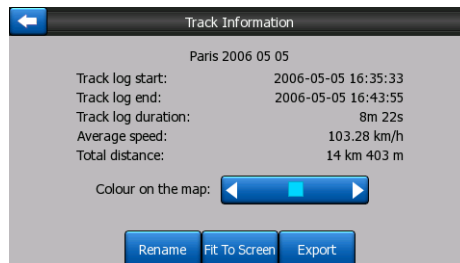 Track Information
Paris 2006 05 05
Track log start: 2006-05-05 16:35:33
Track log end: 2006-05-05 16:43:55
Track log duration: 8m 22s
Average speed: 103.28 km/h
Total distance: 14 km 403 m
Colour on the map:
Rename Fit To Screen Export